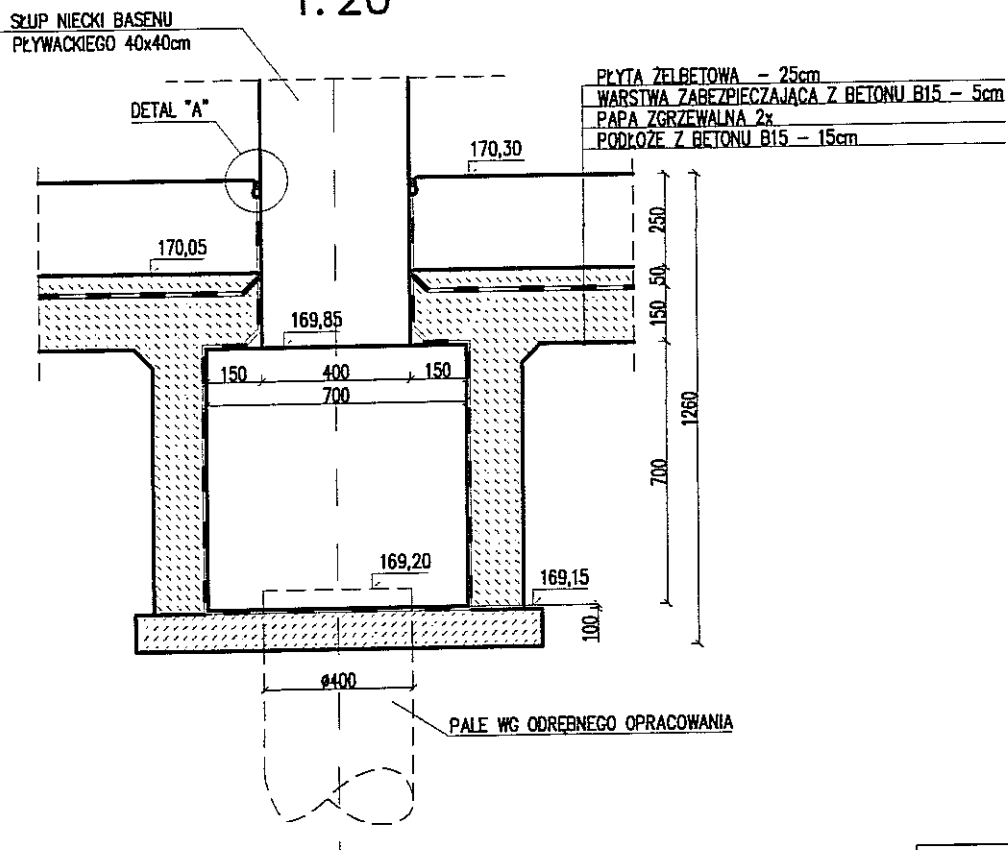 1:20
SŁUP NIECKI BASENU
PŁYWACKIEGO 40x40cm
DETAL "A"
PŁYTA ŻELBETOWA - 25cm
WARSTWA ZABEZPIECZAJĄCA Z BETONU B15 - 5cm
PAPA ZGRZEWALNA 2x
PODŁOŻE Z BETONU B15 - 15cm
170,30
170,05
169,85
250
50
150
700
1260
150 400 150
700
169,20
169,15
100
ø400
PALE WG ODRĘBNEGO OPRACOWANIA